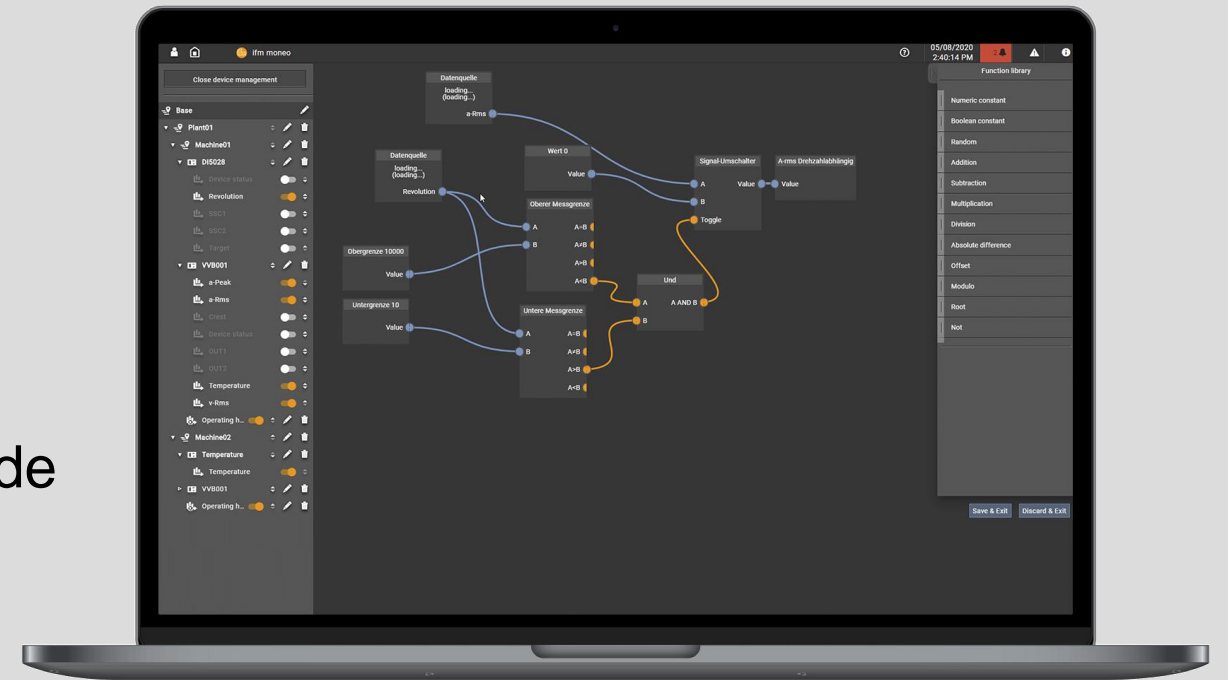 ifm moneo
05/08/2020
2:40:14 PM
Close device management
Base
Plant01
Machine01
DI5028
Device status
Revolution
SSC1
SSC2
Target
VVB001
a-Peak
a-Rms
Crest
Device status
OUT1
OUT2
Temperature
v-Rms
Operating h...
Machine02
Temperature
Temperature
VVB001
Operating h...
de
Datenquelle
loading...
(loading...)
a-Rms
Datenquelle
loading...
(loading...)
Revolution
Wert 0
Value
Oberer Messgrenze
A A=B
B A≠B
A>B
A<B
Obergrenze 10000
Value
Untergrenze 10
Value
Untere Messgrenze
A A=B
B A≠B
A>B
A<B
Und
A A AND B
B
Signal-Umschalter
A Value
B
Toggle
A-rms Drehzahlabhängig
Value
Function library
Numeric constant
Boolean constant
Random
Addition
Subtraction
Multiplication
Division
Absolute difference
Offset
Modulo
Root
Not
Save & Exit Discard & Exit